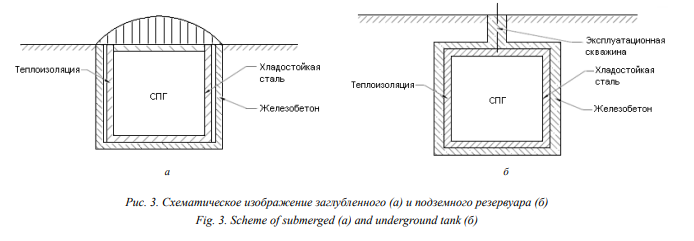 Теплоизоляция
СПГ
Хладостойкая
сталь
Железобетон
а
Эксплуатационная
скважина
Теплоизоляция
СПГ
Хладостойкая
сталь
Железобетон
б
Рис. 3. Схематическое изображение заглубленного (а) и подземного резервуара (б)
Fig. 3. Scheme of submerged (a) and underground tank (б)